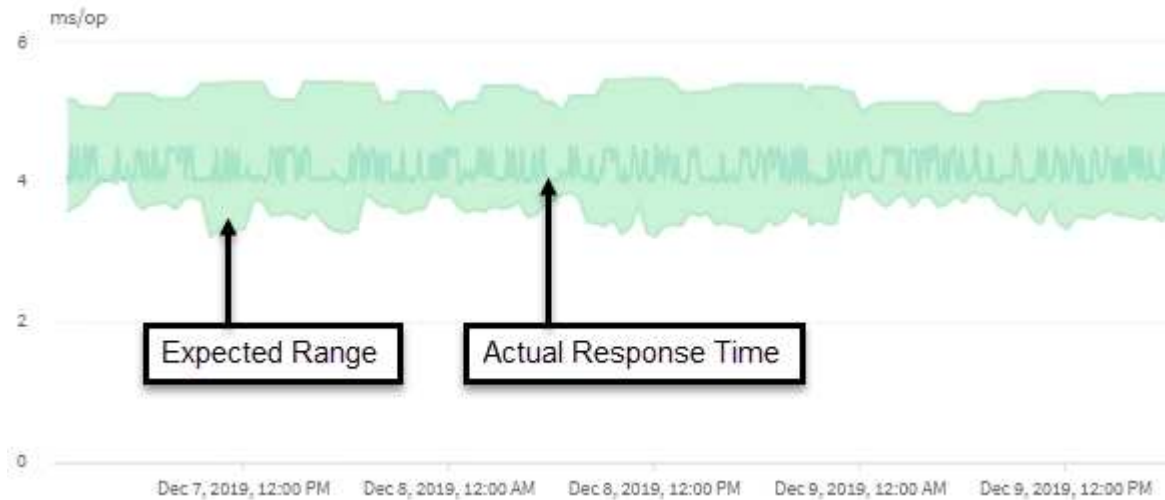 ms/op
6
4
2
0
Expected Range
Actual Response Time
Dec 7, 2019, 12:00 PM
Dec 8, 2019, 12:00 AM
Dec 8, 2019, 12:00 PM
Dec 9, 2019, 12:00 AM
Dec 9, 2019, 12:00 PM